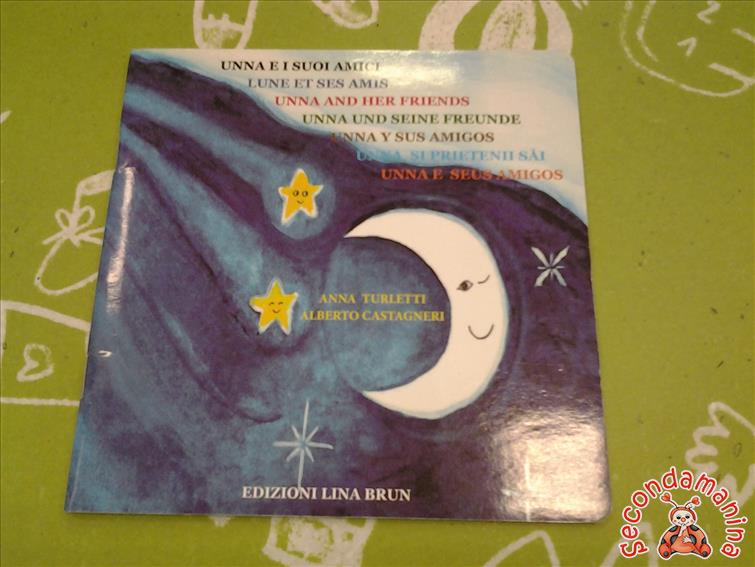 UNNA E I SUOI AMICI
LUNE ET SES AMIS
UNNA AND HER FRIENDS
UNNA UND SEINE FREUNDE
UNNA Y SUS AMIGOS
UNNA SI PRIETENII SĂI
UNNA E SEUS AMIGOS
ANNA TURLETTI
ALBERTO CASTAGNERI
EDIZIONI LINA BRUN
secondamanina